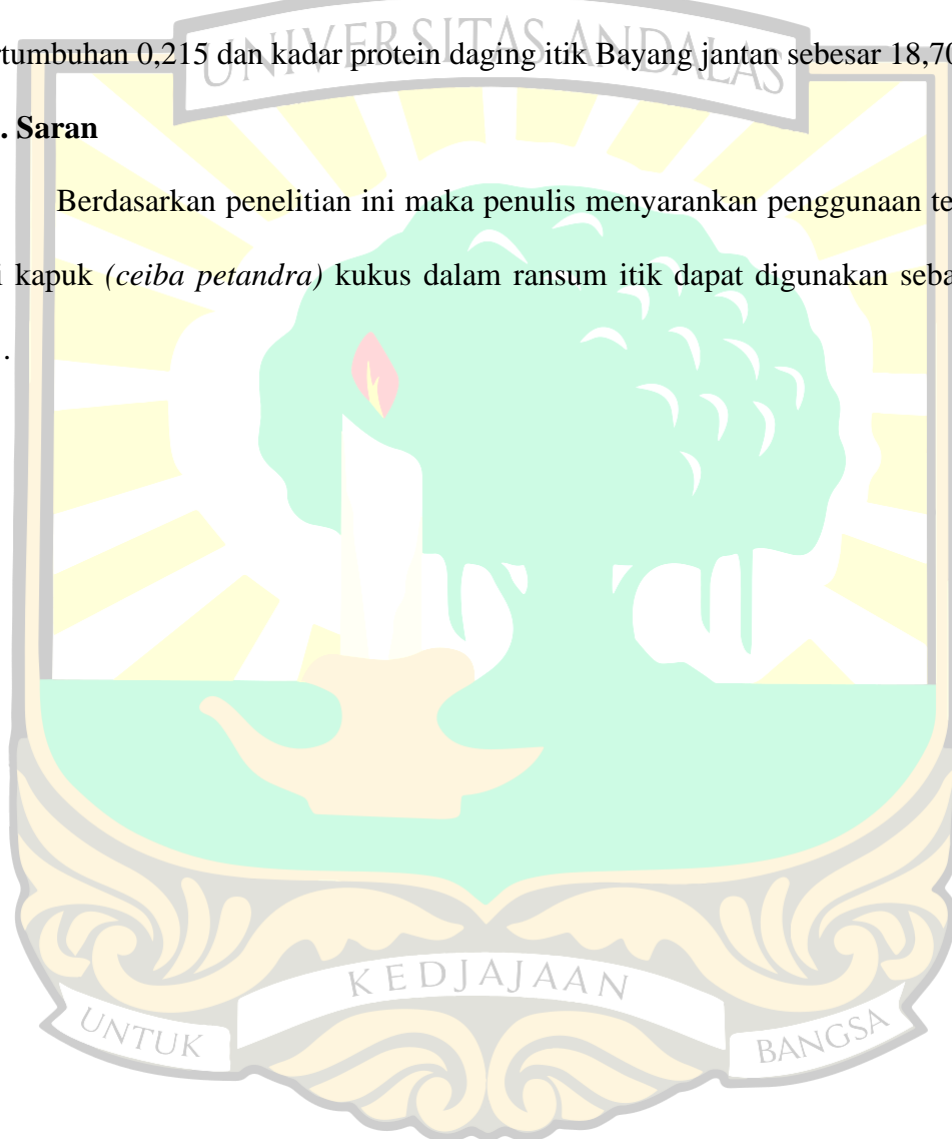 UNIVERSITAS ANDALAS
rtumbuhan 0,215 dan kadar protein daging itik Bayang jantan sebesar 18,70
. Saran
Berdasarkan penelitian ini maka penulis menyarankan penggunaan te
i kapuk (ceiba petandra) kukus dalam ransum itik dapat digunakan seba
.
KEDJAJAAN
UNTUK
BANGSA